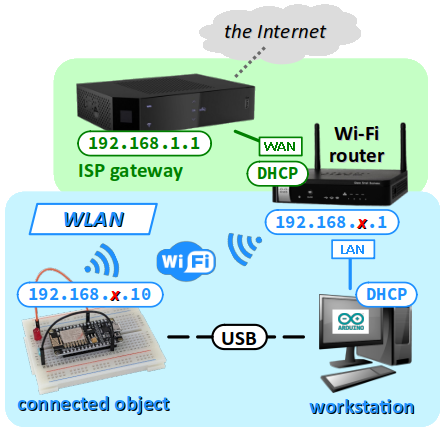 the Internet
192.168.1.1
ISP gateway
WAN
DHCP
Wi-Fi
router
192.168.x.1
WLAN
Wi Fi
LAN
192.168.x.10
DHCP
ARDUINO
USB
connected object
workstation